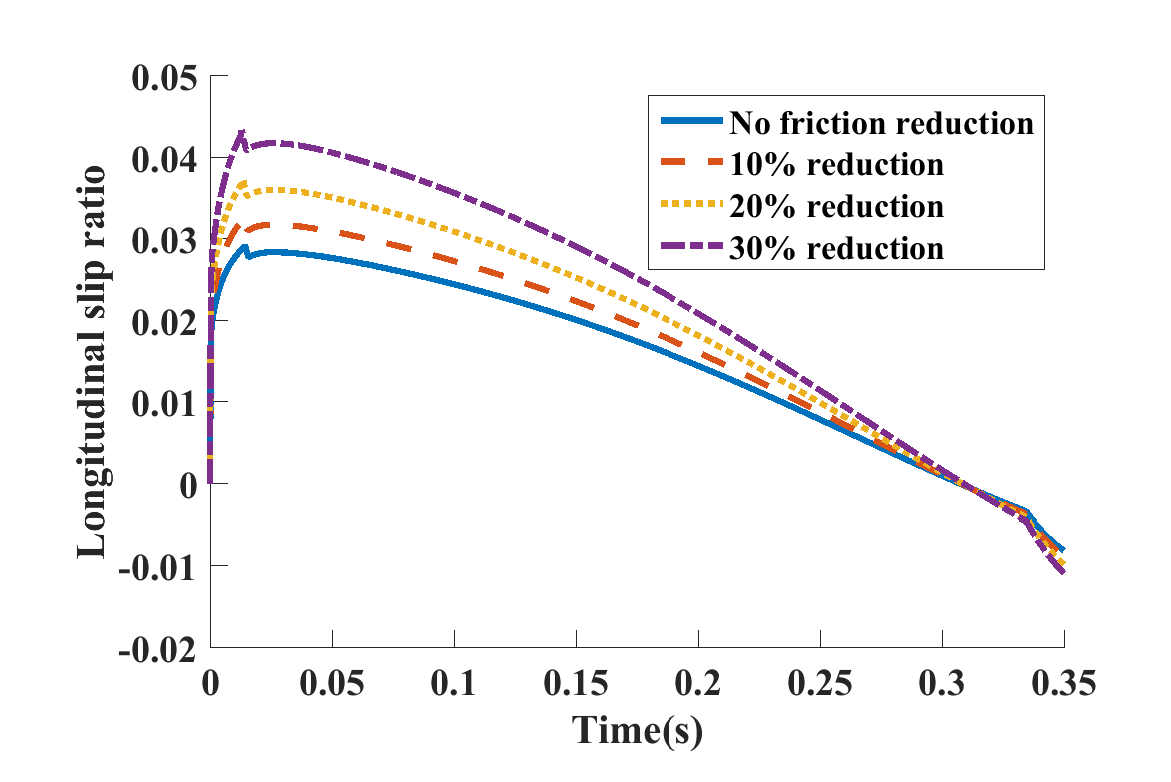 0.05
0.04
0.03
0.02
0.01
0
-0.01
-0.02
Longitudinal slip ratio
No friction reduction
10% reduction
20% reduction
30% reduction
0 0.05 0.1 0.15 0.2 0.25 0.3 0.35
Time(s)